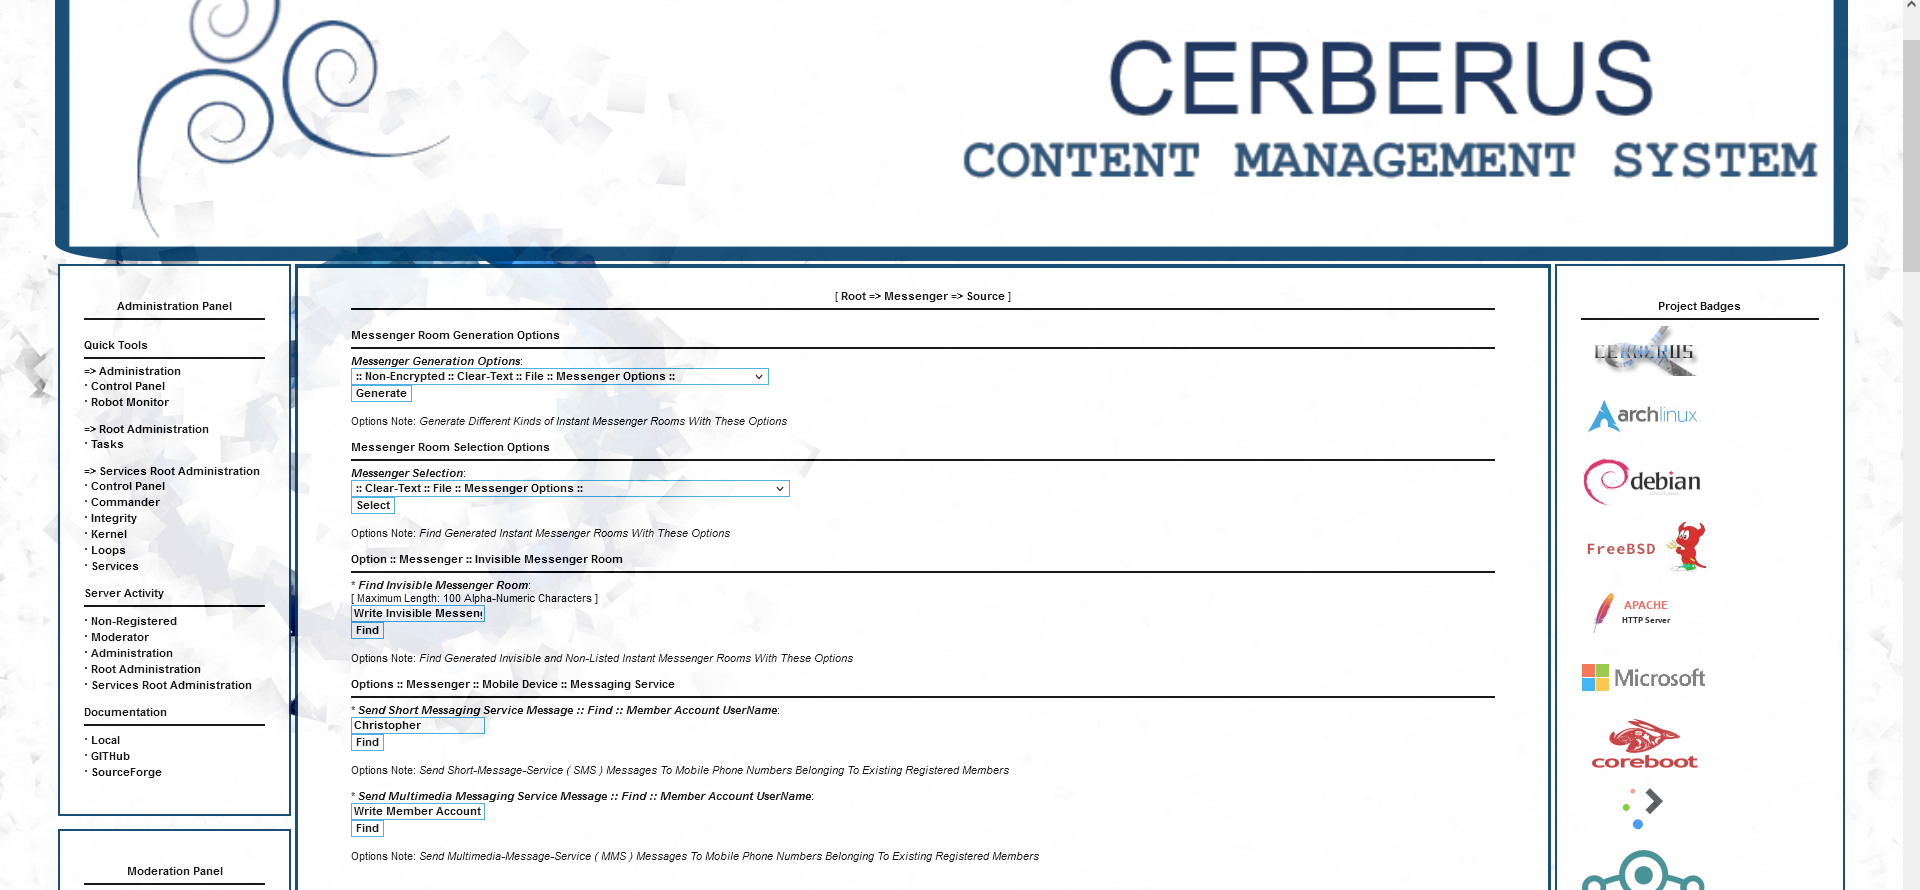 CERBERUS
CONTENT MANAGEMENT SYSTEM
Administration Panel
Quick Tools
=> Administration
· Control Panel
· Robot Monitor
=> Root Administration
· Tasks
=> Services Root Administration
· Control Panel
· Commander
· Integrity
· Kernel
· Loops
· Services
Server Activity
· Non-Registered
· Moderator
· Administration
· Root Administration
· Services Root Administration
Documentation
· Local
· GITHub
· SourceForge
Moderation Panel
[ Root => Messenger => Source ]
Messenger Room Generation Options
Messenger Generation Options:
:: Non-Encrypted :: Clear-Text :: File :: Messenger Options ::
Generate
Options Note: Generate Different Kinds of Instant Messenger Rooms With These Options
Messenger Room Selection Options
Messenger Selection:
:: Clear-Text :: File :: Messenger Options ::
Select
Options Note: Find Generated Instant Messenger Rooms With These Options
Option :: Messenger :: Invisible Messenger Room
* Find Invisible Messenger Room:
[ Maximum Length: 100 Alpha-Numeric Characters ]
Write Invisible Messen
Find
Options Note: Find Generated Invisible and Non-Listed Instant Messenger Rooms With These Options
Options :: Messenger :: Mobile Device :: Messaging Service
* Send Short Messaging Service Message :: Find :: Member Account UserName:
Christopher
Find
Options Note: Send Short-Message-Service ( SMS ) Messages To Mobile Phone Numbers Belonging To Existing Registered Members
* Send Multimedia Messaging Service Message :: Find :: Member Account UserName:
Write Member Account
Find
Options Note: Send Multimedia-Message-Service ( MMS ) Messages To Mobile Phone Numbers Belonging To Existing Registered Members
Project Badges
CERBERUS
archlinux
debian
FreeBSD
APACHE
HTTP Server
Microsoft
coreboot